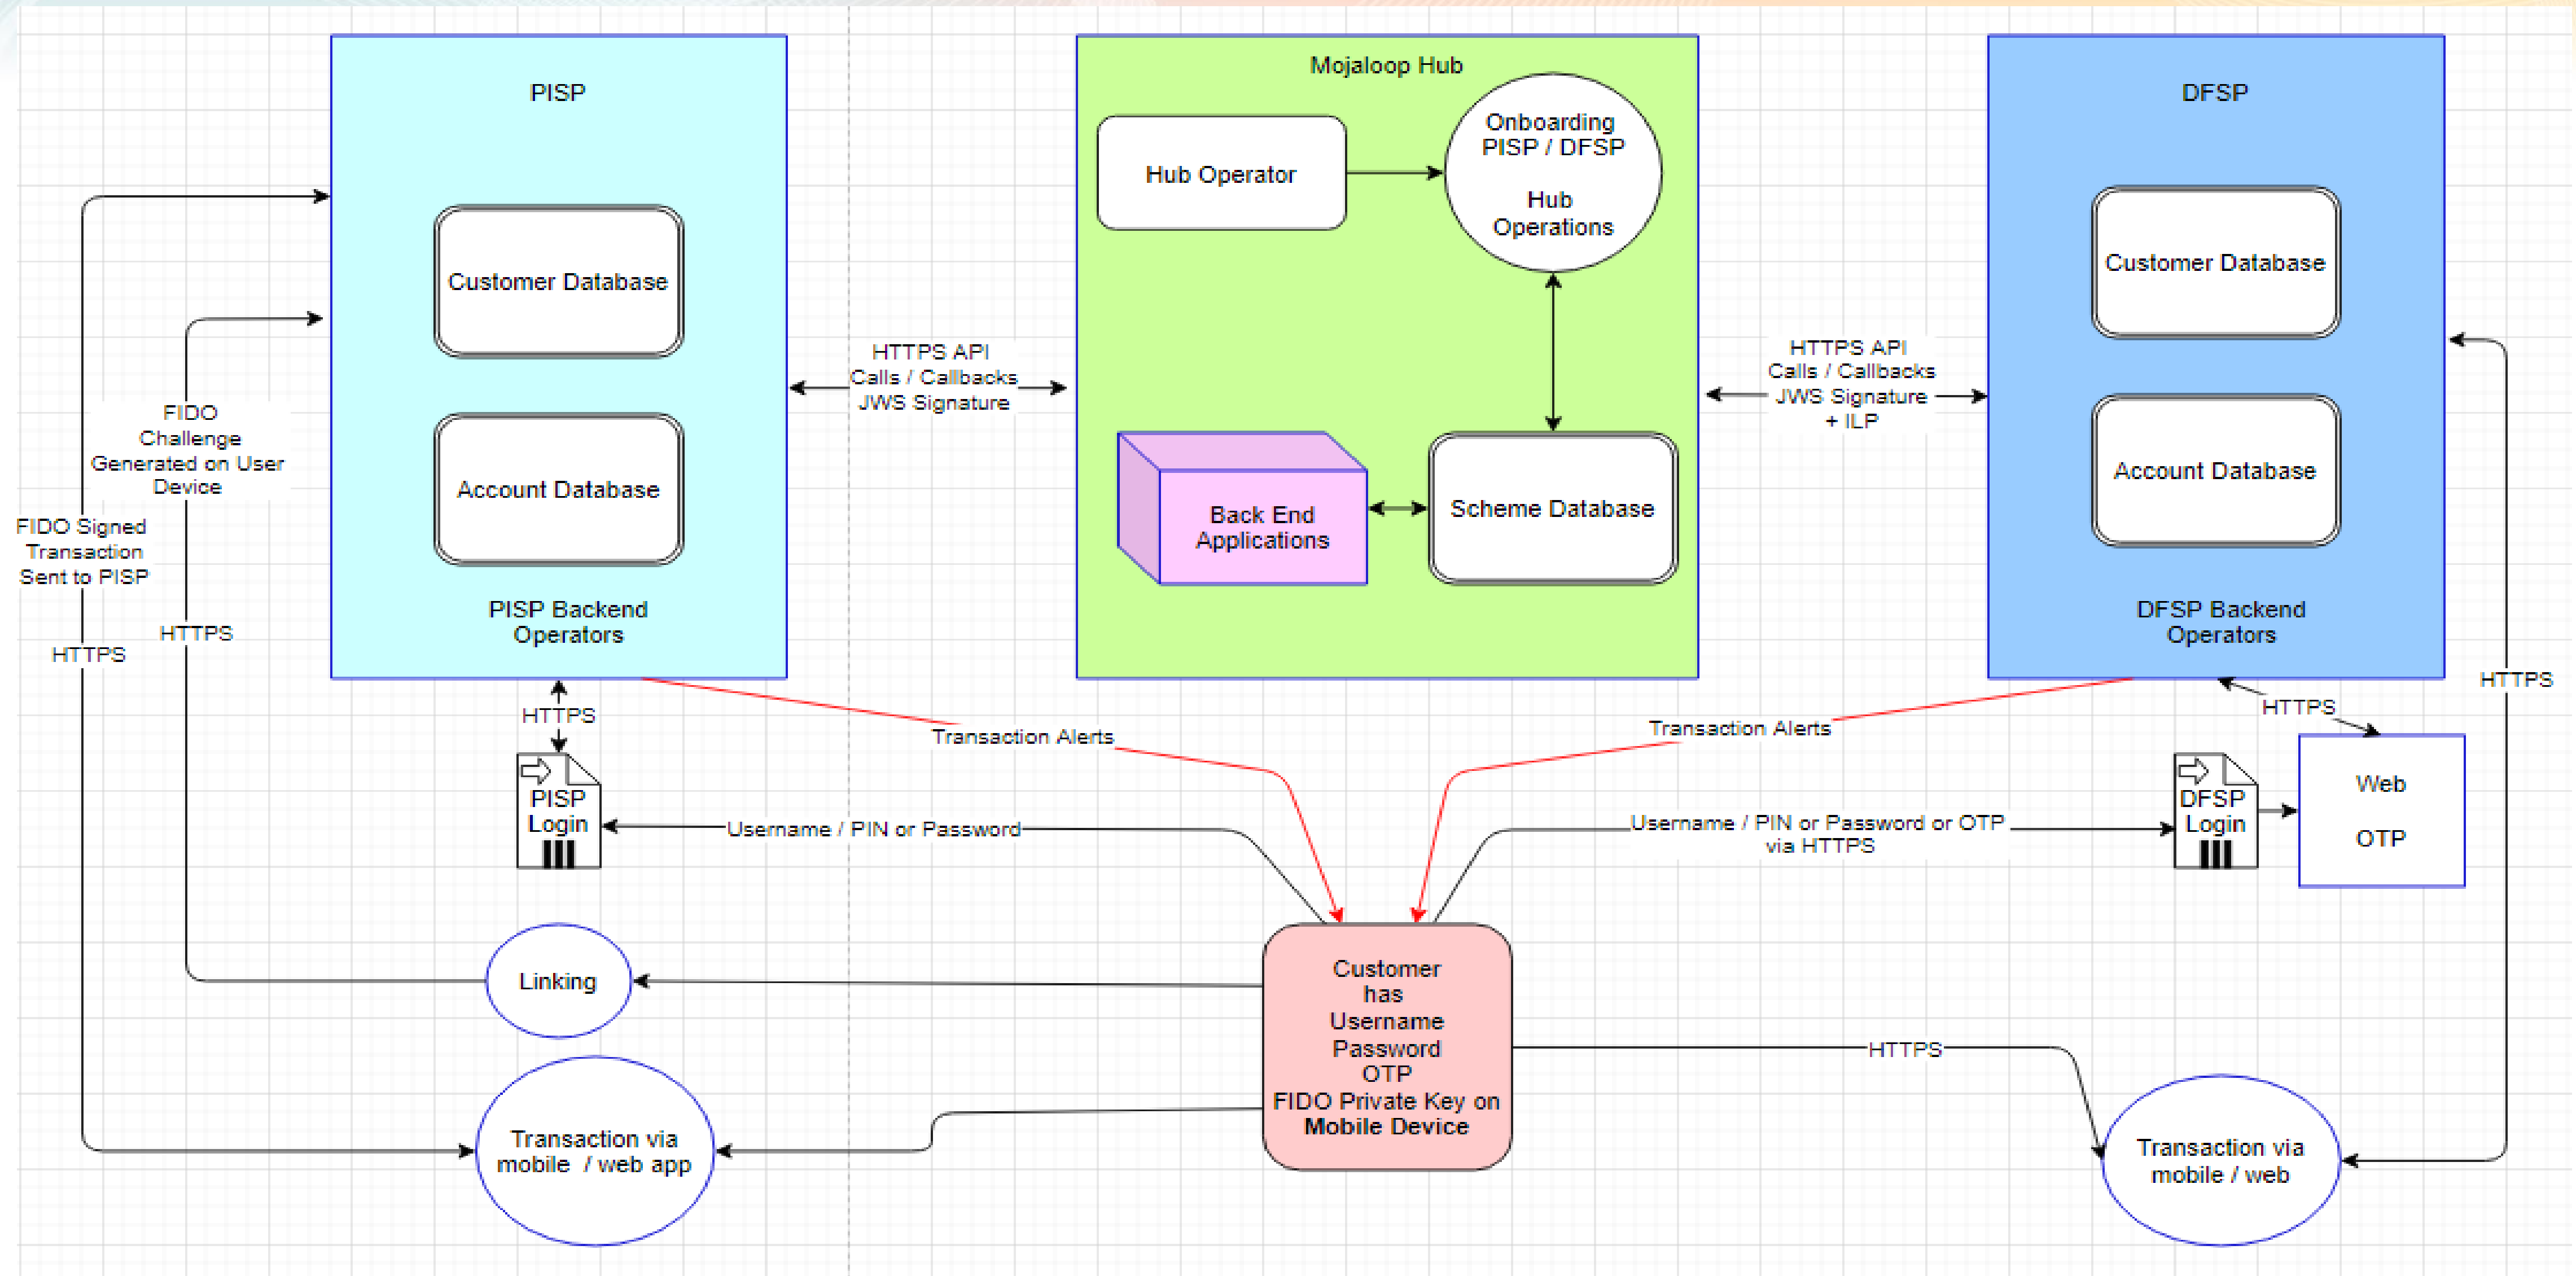 PISP
Customer Database
Account Database
PISP Backend
Operators
Mojaloop Hub
Hub Operator
Onboarding
PISP / DFSP
Hub
Operations
Back End
Applications
Scheme Database
DFSP
Customer Database
Account Database
DFSP Backend
Operators
HTTPS API
Calls / Callbacks
JWS Signature
HTTPS API
Calls / Callbacks
JWS Signature
+ ILP
FIDO
Challenge
Generated on User
Device
FIDO Signed
Transaction
Sent to PISP
HTTPS
HTTPS
HTTPS
Transaction Alerts
Transaction Alerts
HTTPS
HTTPS
PISP
Login
Username / PIN or Password
Username / PIN or Password or OTP
via HTTPS
DFSP
Login
Web
OTP
Linking
Customer
has
Username
Password
OTP
FIDO Private Key on
Mobile Device
HTTPS
Transaction via
mobile / web app
Transaction via
mobile / web